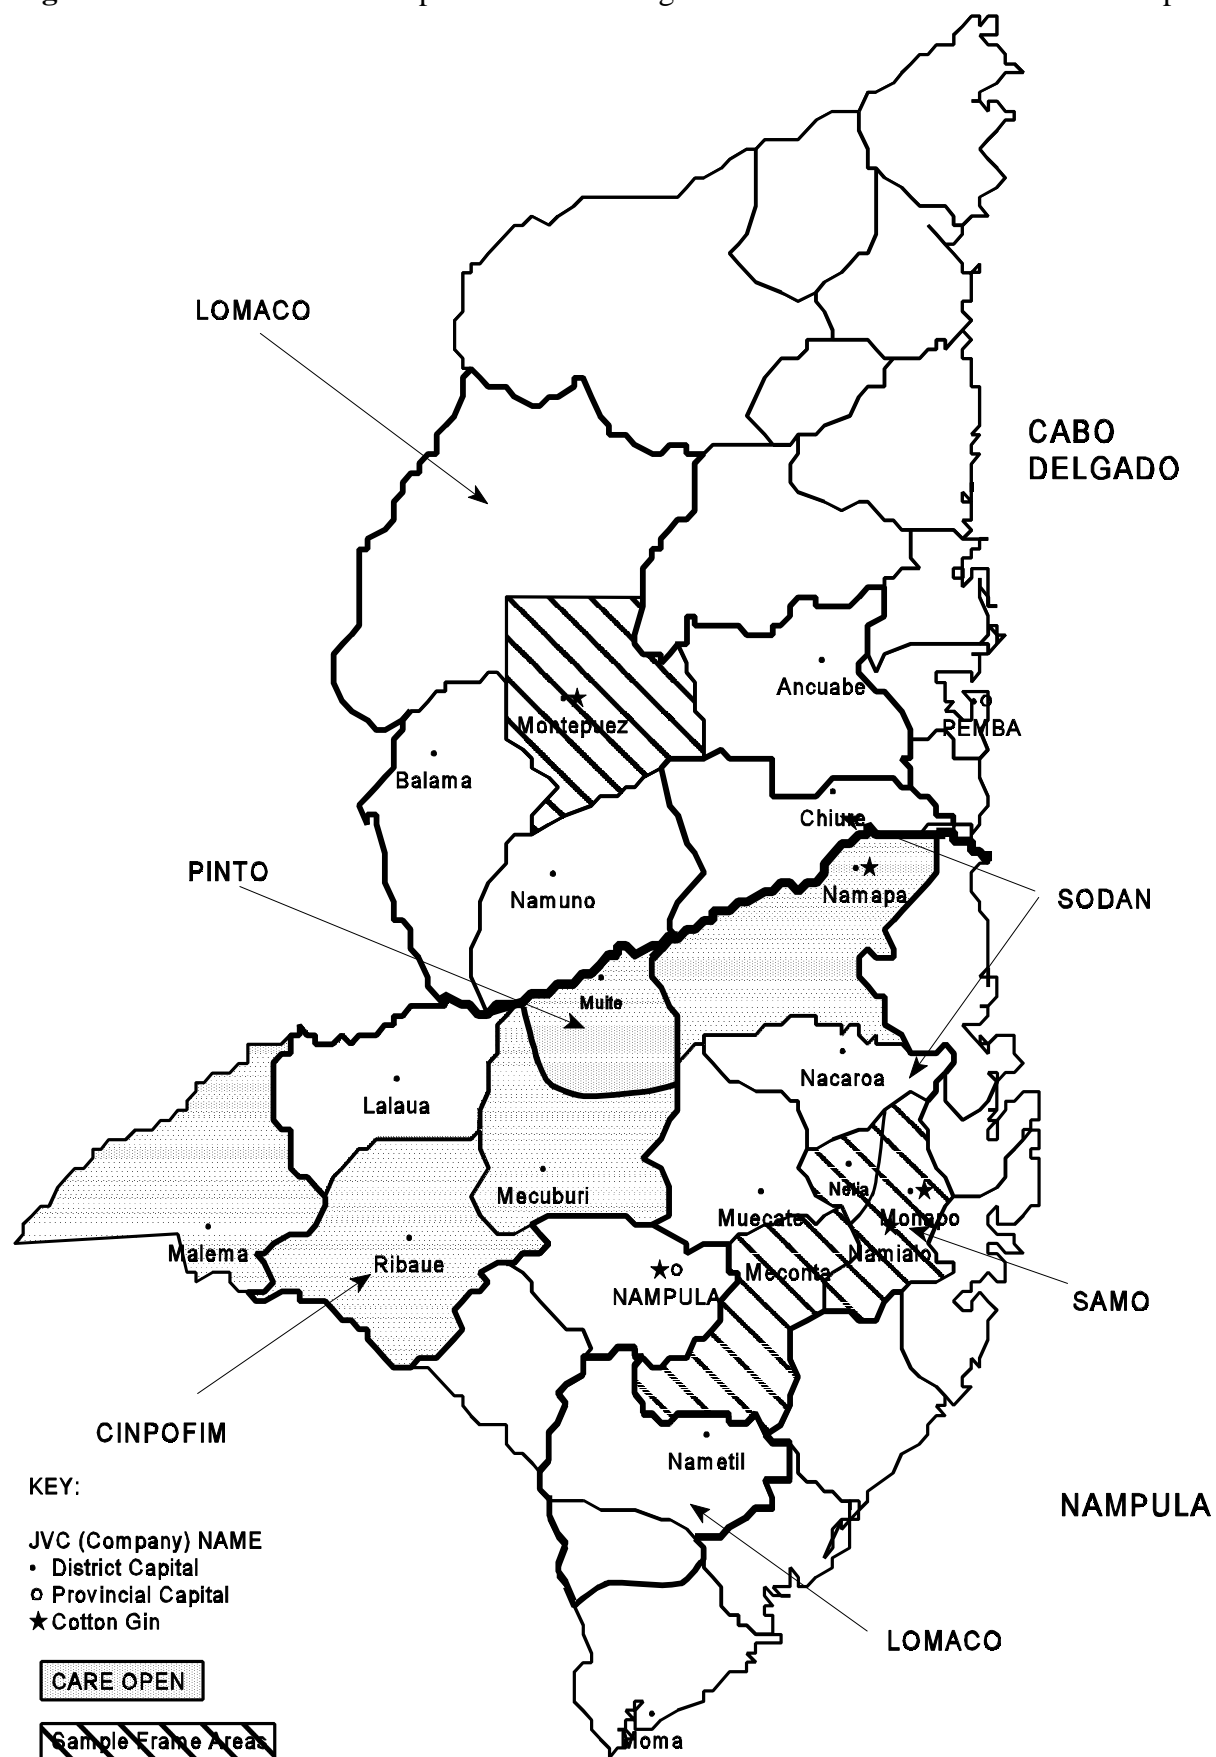 LOMACO
CABO
DELGADO
Ancuabe
Montepuez
PEMBA
Balama
Chiure
PINTO
Namapa
SODAN
Namuno
Muite
Nacaroa
Lalaua
Mecuburi
Netia
Muecate
Monapo
Malema
Ribaue
Meconta
Namialo
NAMPULA
SAMO
CINPOFIM
Nametil
KEY:
NAMPULA
JVC (Company) NAME
District Capital
Provincial Capital
Cotton Gin
LOMACO
CARE OPEN
Sample Frame Areas
Moma